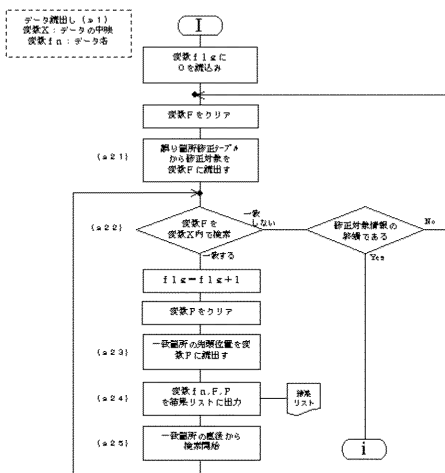 データ読出し (a1)
変数X：データの中映
変数fn：データ名
I
変数flgに
0を読込み
変数Fをクリア
(a21)
誤り箇所修正テーブル
から修正対象を
変数Fに読出す
(a22)
変数Fを
変数X内で検索
一致
しない
修正対象情報の
終端である
No
Yes
一致する
flg=flg+1
変数Pをクリア
(a23)
一致箇所の先頭位置を変
数Pに読出す
(a24)
変数fn,F,P
を結果リストに出力
結果
リスト
(a25)
一致箇所の直後から
検索開始
i